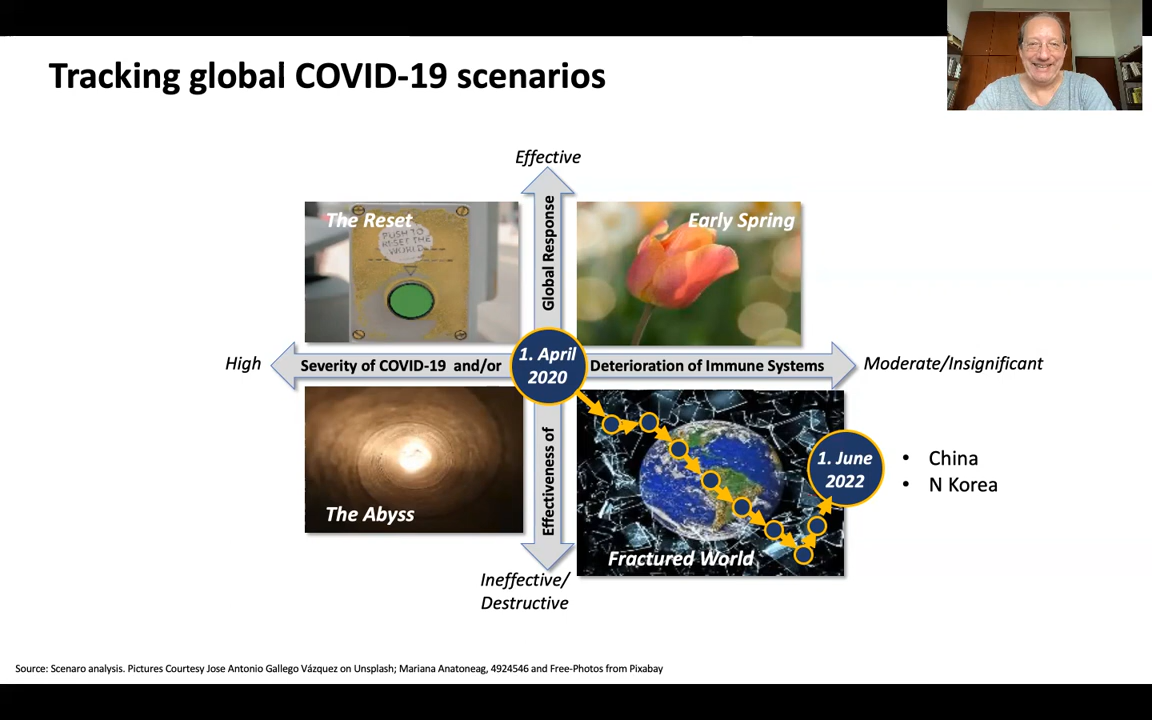 Tracking global COVID-19 scenarios
Effective
The Reset
PUSH TO
RESET THE
WORLD
Global Response
Early Spring
High
Severity of COVID-19 and/or
1. April
2020
Deterioration of Immune Systems
Moderate/Insignificant
The Abyss
Effectiveness of
Fractured World
1. June
2022
• China
• N Korea
Ineffective/
Destructive
Source: Scenaro analysis. Pictures Courtesy Jose Antonio Gallego Vázquez on Unsplash; Mariana Anatoneag, 4924546 and Free-Photos from Pixabay